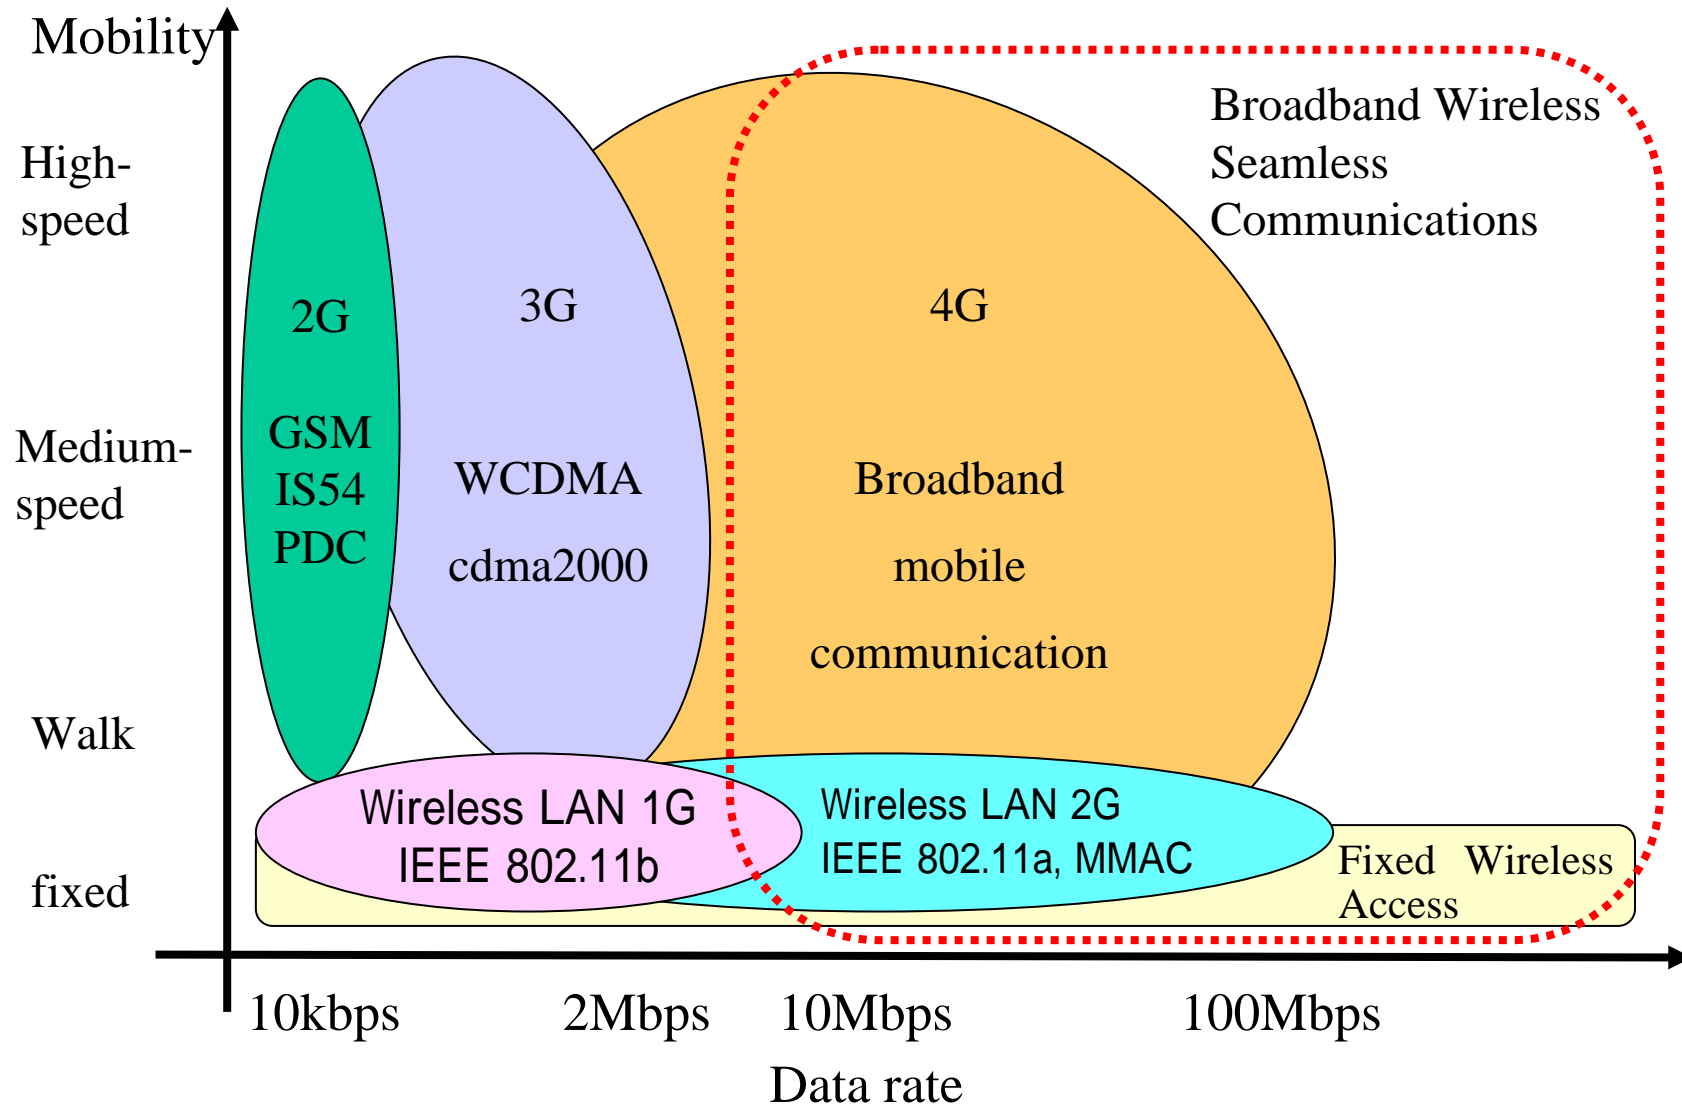 Mobility
High-
speed
Medium-
speed
Walk
fixed
2G
GSM
IS54
PDC
3G
WCDMA
cdma2000
4G
Broadband
mobile
communication
Broadband Wireless
Seamless
Communications
Wireless LAN 1G
IEEE 802.11b
Wireless LAN 2G
IEEE 802.11a, MMAC
Fixed Wireless
Access
10kbps
2Mbps
10Mbps
100Mbps
Data rate